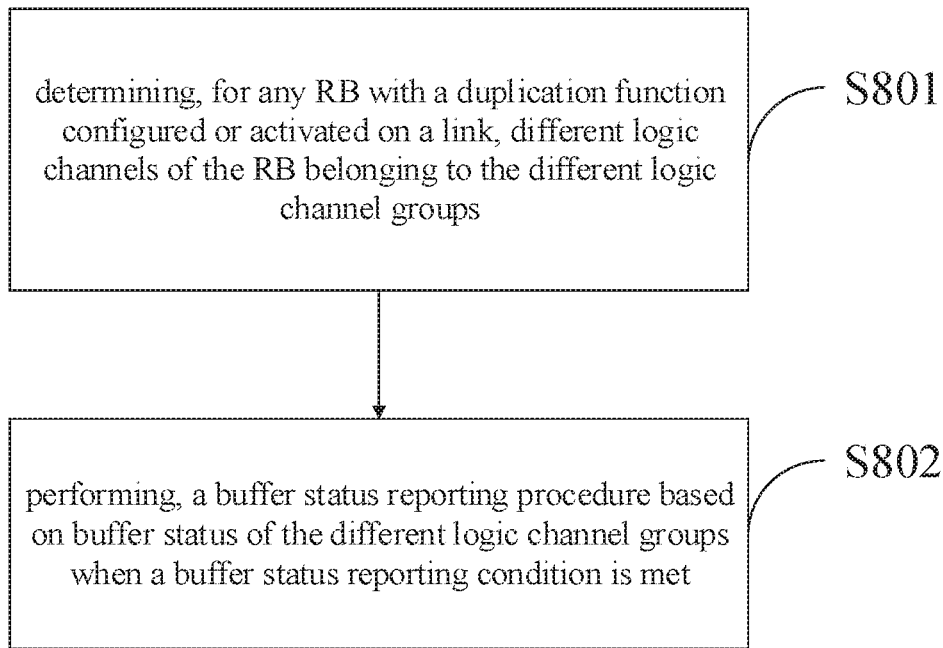 determining, for any RB with a duplication function
configured or activated on a link, different logic
channels of the RB belonging to the different logic
channel groups
S801
performing, a buffer status reporting procedure based
on buffer status of the different logic channel groups
when a buffer status reporting condition is met
S802